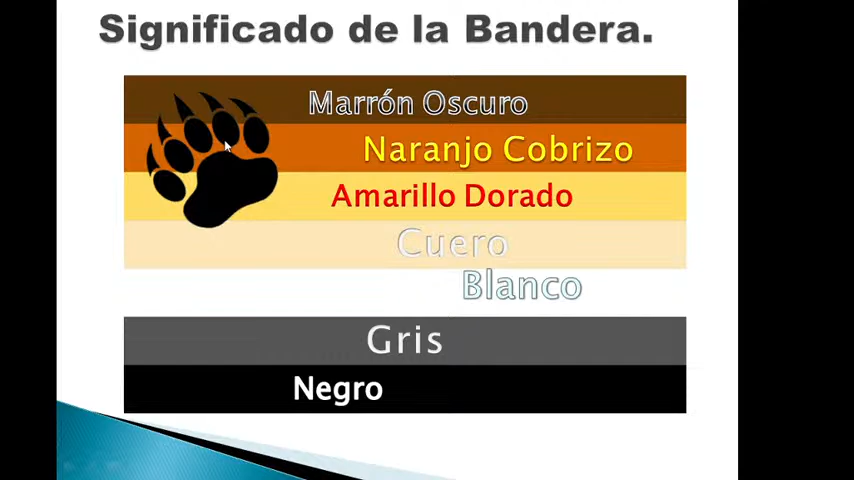 Significado de la Bandera.
Marrón Oscuro
Naranjo Cobrizo
Amarillo Dorado
Cuero
Blanco
Gris
Negro